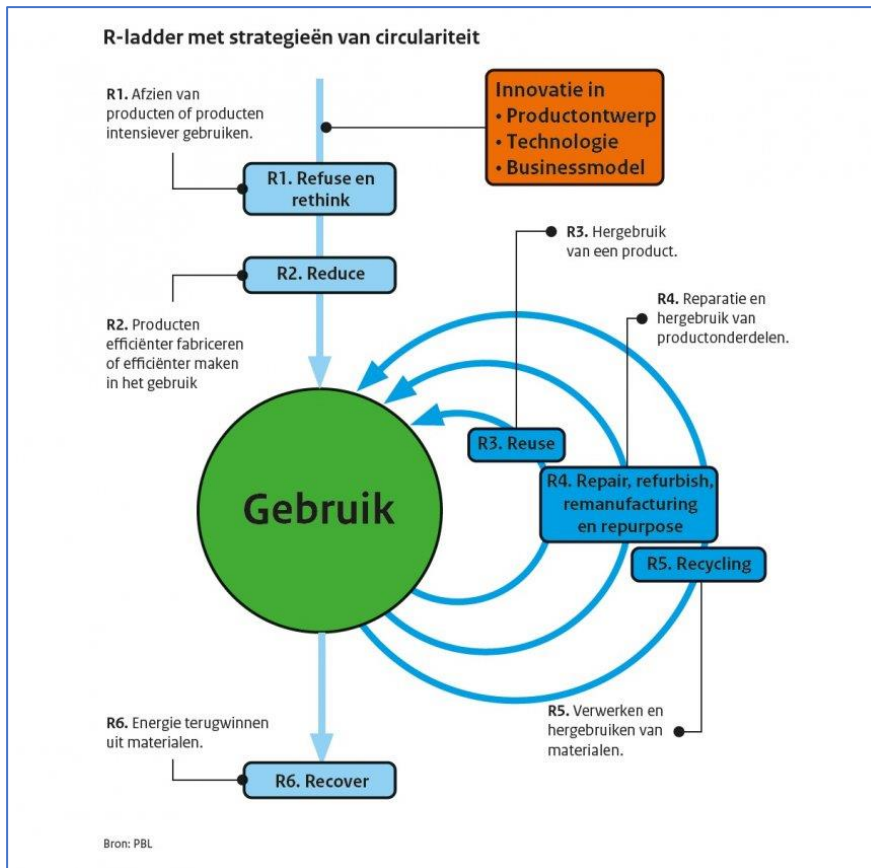 R-ladder met strategieën van circulariteit
R1. Afzien van
producten of producten
intensiever gebruiken.
Innovatie in
• Productontwerp
• Technologie
• Businessmodel
R1. Refuse en
rethink
R3. Hergebruik
van een product.
R2. Reduce
R4. Reparatie en
hergebruik van
productonderdelen.
R2. Producten
efficiënter fabriceren
of efficiënter maken
in het gebruik
R3. Reuse
Gebruik
R4. Repair, refurbish,
remanufacturing
en repurpose
R5. Recycling
R6. Energie terugwinnen
uit materialen.
R5. Verwerken en
hergebruiken van
materialen.
R6. Recover
Bron: PBL